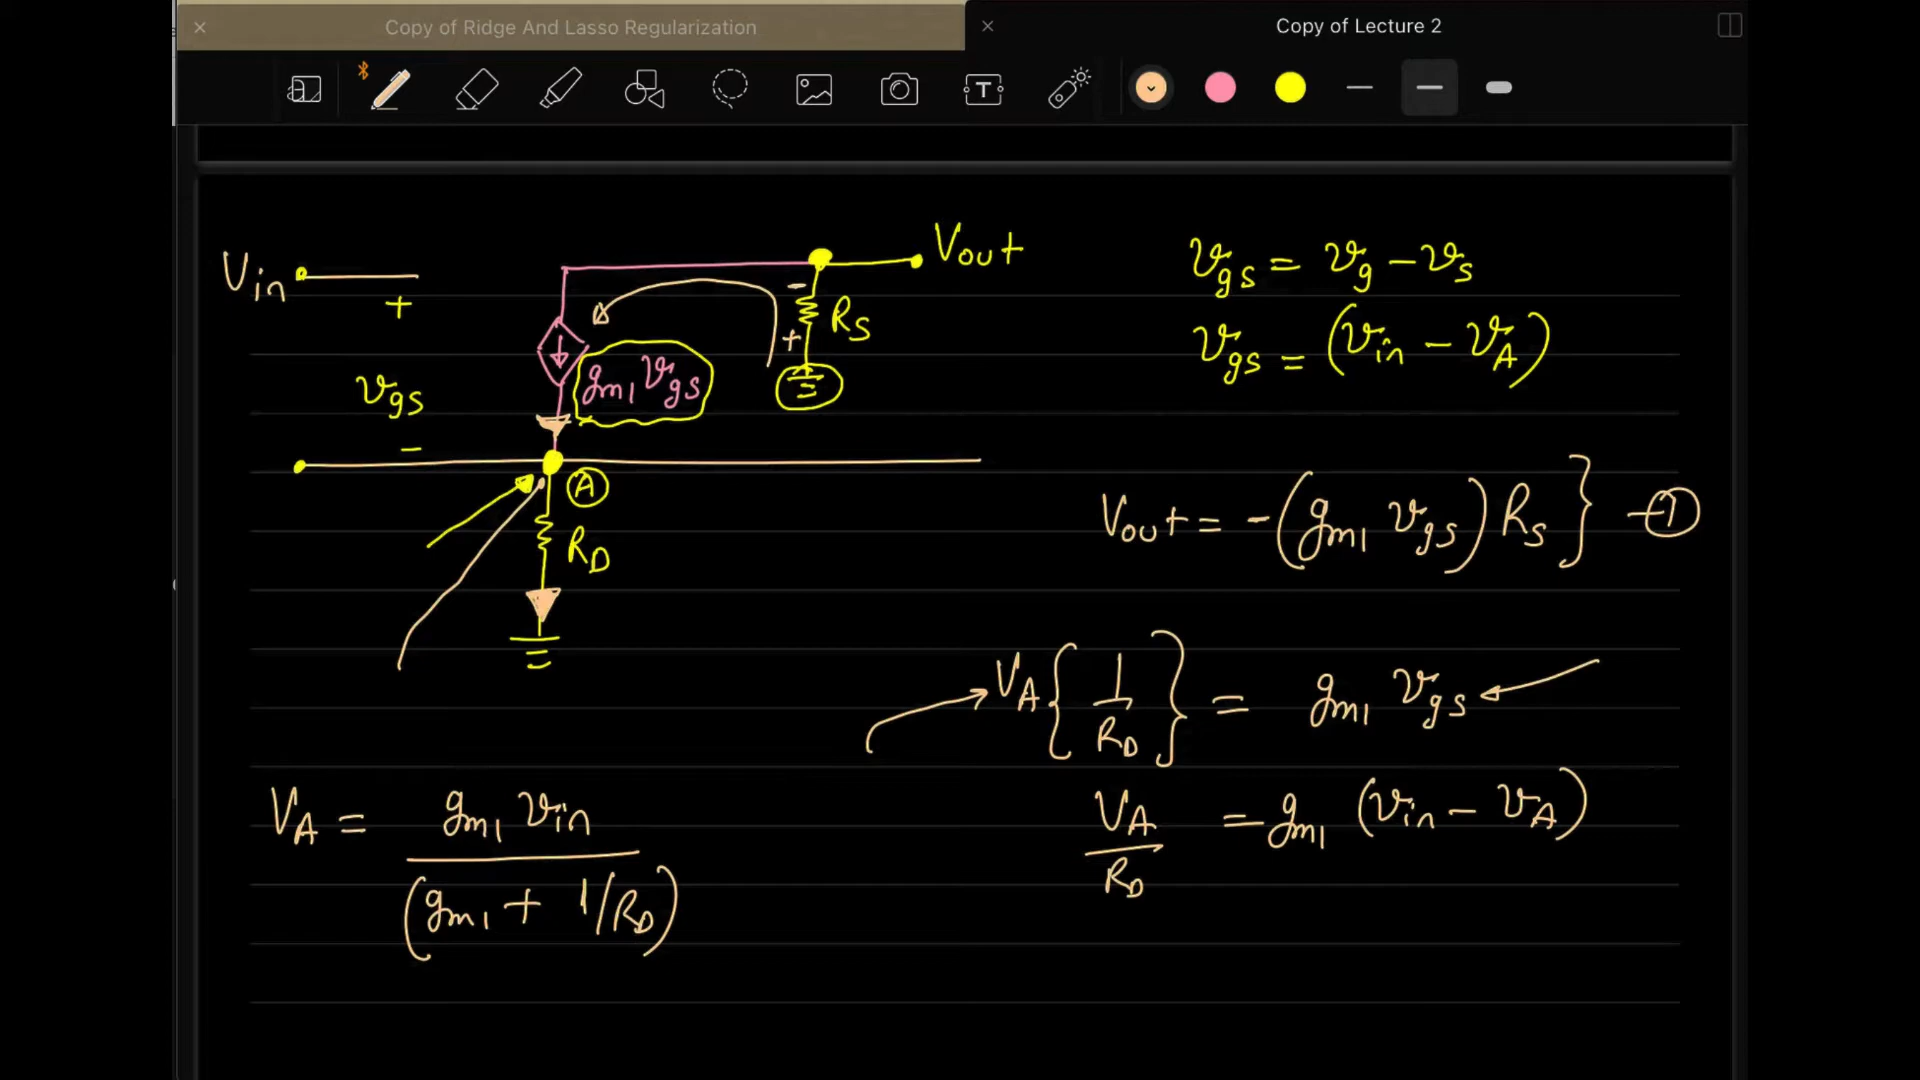 Copy of Ridge And Lasso Regularization
Copy of Lecture 2
Vin
+
vgs
−
gm1 vgs
Vout
−
+
RS
A
RD
vgs = vg − vs
vgs = (vin − vA)
Vout = −(gm1 vgs) RS} — 1
VA {1/RD} = gm1 vgs
VA/RD = gm1 (vin − vA)
VA = gm1 vin / (gm1 + 1/RD)